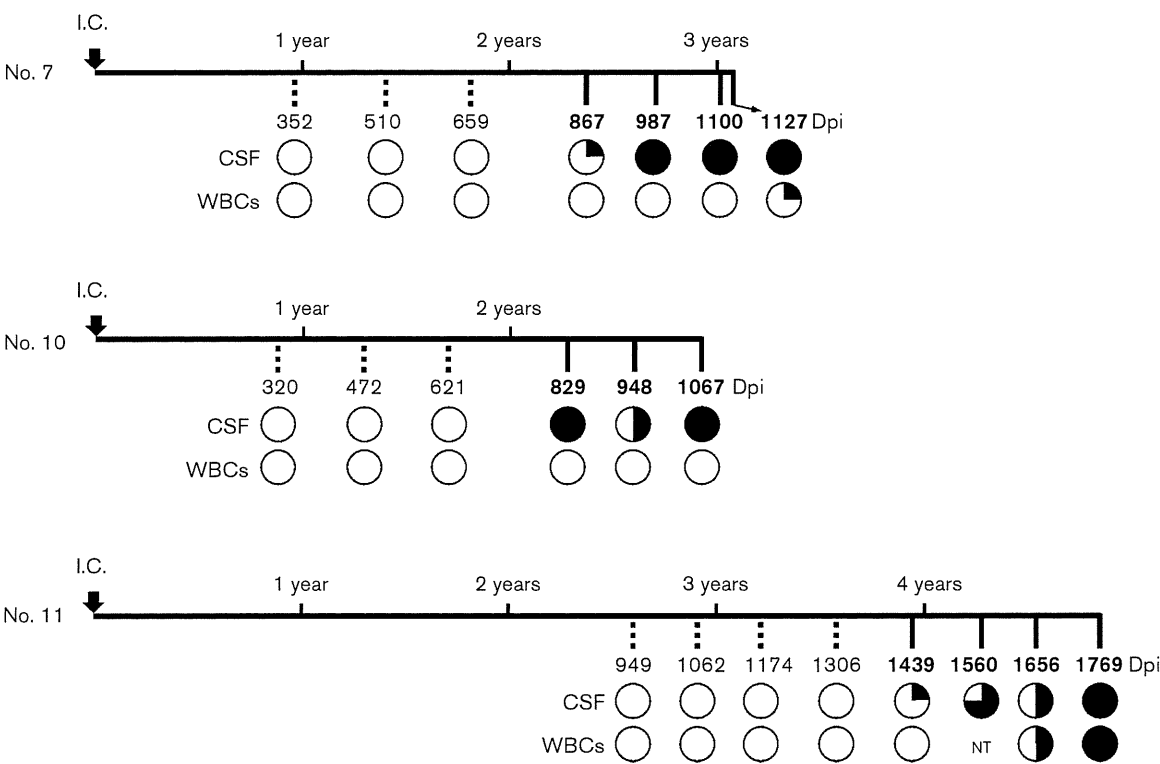 I.C.
1 year 2 years 3 years
No. 7
352 510 659 867 987 1100 1127 Dpi
CSF
WBCs
I.C.
1 year 2 years
No. 10
320 472 621 829 948 1067 Dpi
CSF
WBCs
I.C.
1 year 2 years 3 years 4 years
No. 11
949 1062 1174 1306 1439 1560 1656 1769 Dpi
CSF
WBCs NT